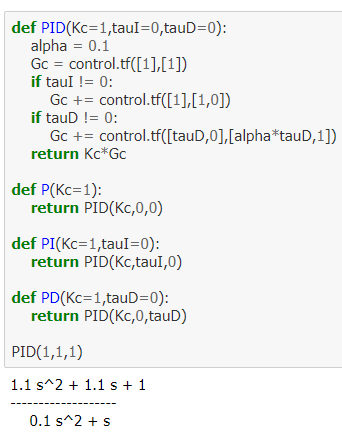 def PID(Kc=1,tauI=0,tauD=0):
    alpha = 0.1
    Gc = control.tf([1],[1])
    if tauI != 0:
        Gc += control.tf([1],[1,0])
    if tauD != 0:
        Gc += control.tf([tauD,0],[alpha*tauD,1])
    return Kc*Gc

def P(Kc=1):
    return PID(Kc,0,0)

def PI(Kc=1,tauI=0):
    return PID(Kc,tauI,0)

def PD(Kc=1,tauD=0):
    return PID(Kc,0,tauD)

PID(1,1,1)
1.1 s^2 + 1.1 s + 1
-------------------
0.1 s^2 + s